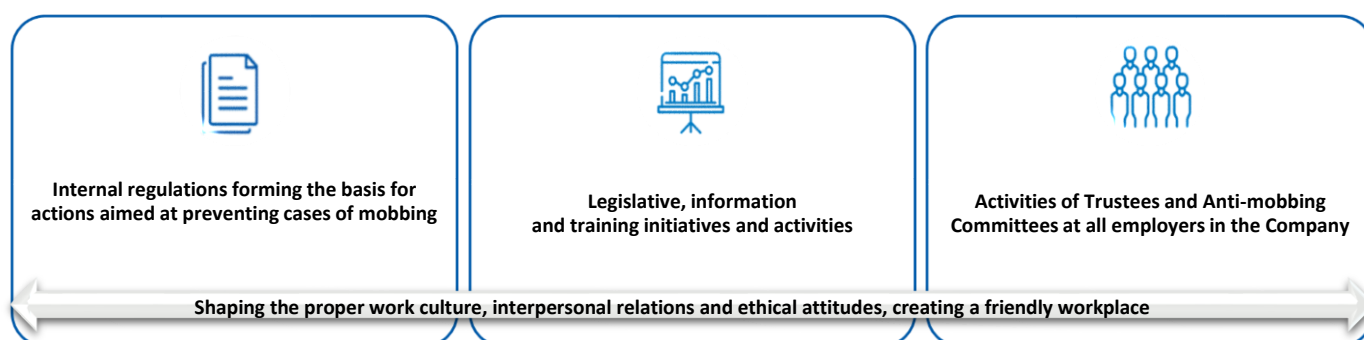 Internal regulations forming the basis for
actions aimed at preventing cases of mobbing
Legislative, information
and training initiatives and activities
Activities of Trustees and Anti-mobbing
Committees at all employers in the Company
Shaping the proper work culture, interpersonal relations and ethical attitudes, creating a friendly workplace